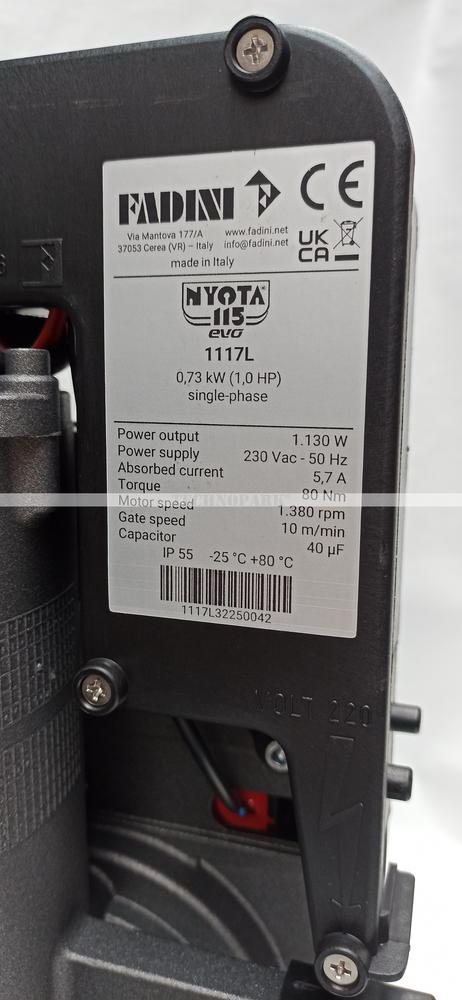 FADINI
CE
Via Mantova 177/A www.fadini.net
37053 Cerea (VR) – Italy info@fadini.net
made in Italy
UK
CA
NYOTA
115
evo
1117L
0,73 kW (1,0 HP)
single-phase
Power output 1.130 W
Power supply 230 Vac - 50 Hz
Absorbed current 5,7 A
Torque 80 Nm
Motor speed 1.380 rpm
Gate speed 10 m/min
Capacitor 40 µF
IP 55 -25 °C +80 °C
1117L32250042
VOLT 220